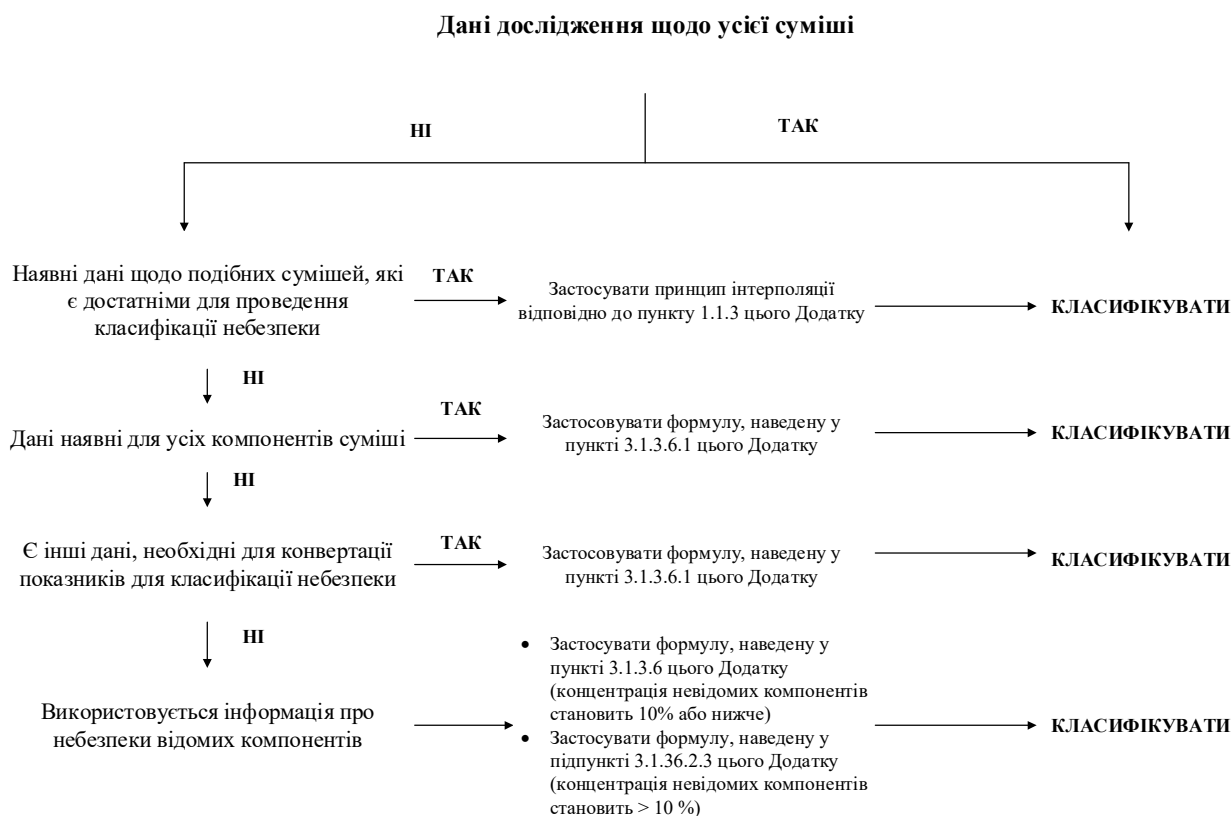 Дані дослідження щодо усієї суміші
НІ
ТАК
Наявні дані щодо подібних сумішей, які
є достатніми для проведення
класифікації небезпеки
ТАК
Застосувати принцип інтерполяції
відповідно до пункту 1.1.3 цього Додатку
КЛАСИФІКУВАТИ
НІ
Дані наявні для усіх компонентів суміші
ТАК
Застосовувати формулу, наведену у
пункті 3.1.3.6.1 цього Додатку
КЛАСИФІКУВАТИ
НІ
Є інші дані, необхідні для конвертації
показників для класифікації небезпеки
ТАК
Застосовувати формулу, наведену у
пункті 3.1.3.6.1 цього Додатку
КЛАСИФІКУВАТИ
НІ
Використовується інформація про
небезпеки відомих компонентів
• Застосувати формулу, наведену у
пункті 3.1.3.6 цього Додатку
(концентрація невідомих компонентів
становить 10% або нижче)
• Застосувати формулу, наведену у
підпункті 3.1.36.2.3 цього Додатку
(концентрація невідомих компонентів
становить > 10 %)
КЛАСИФІКУВАТИ